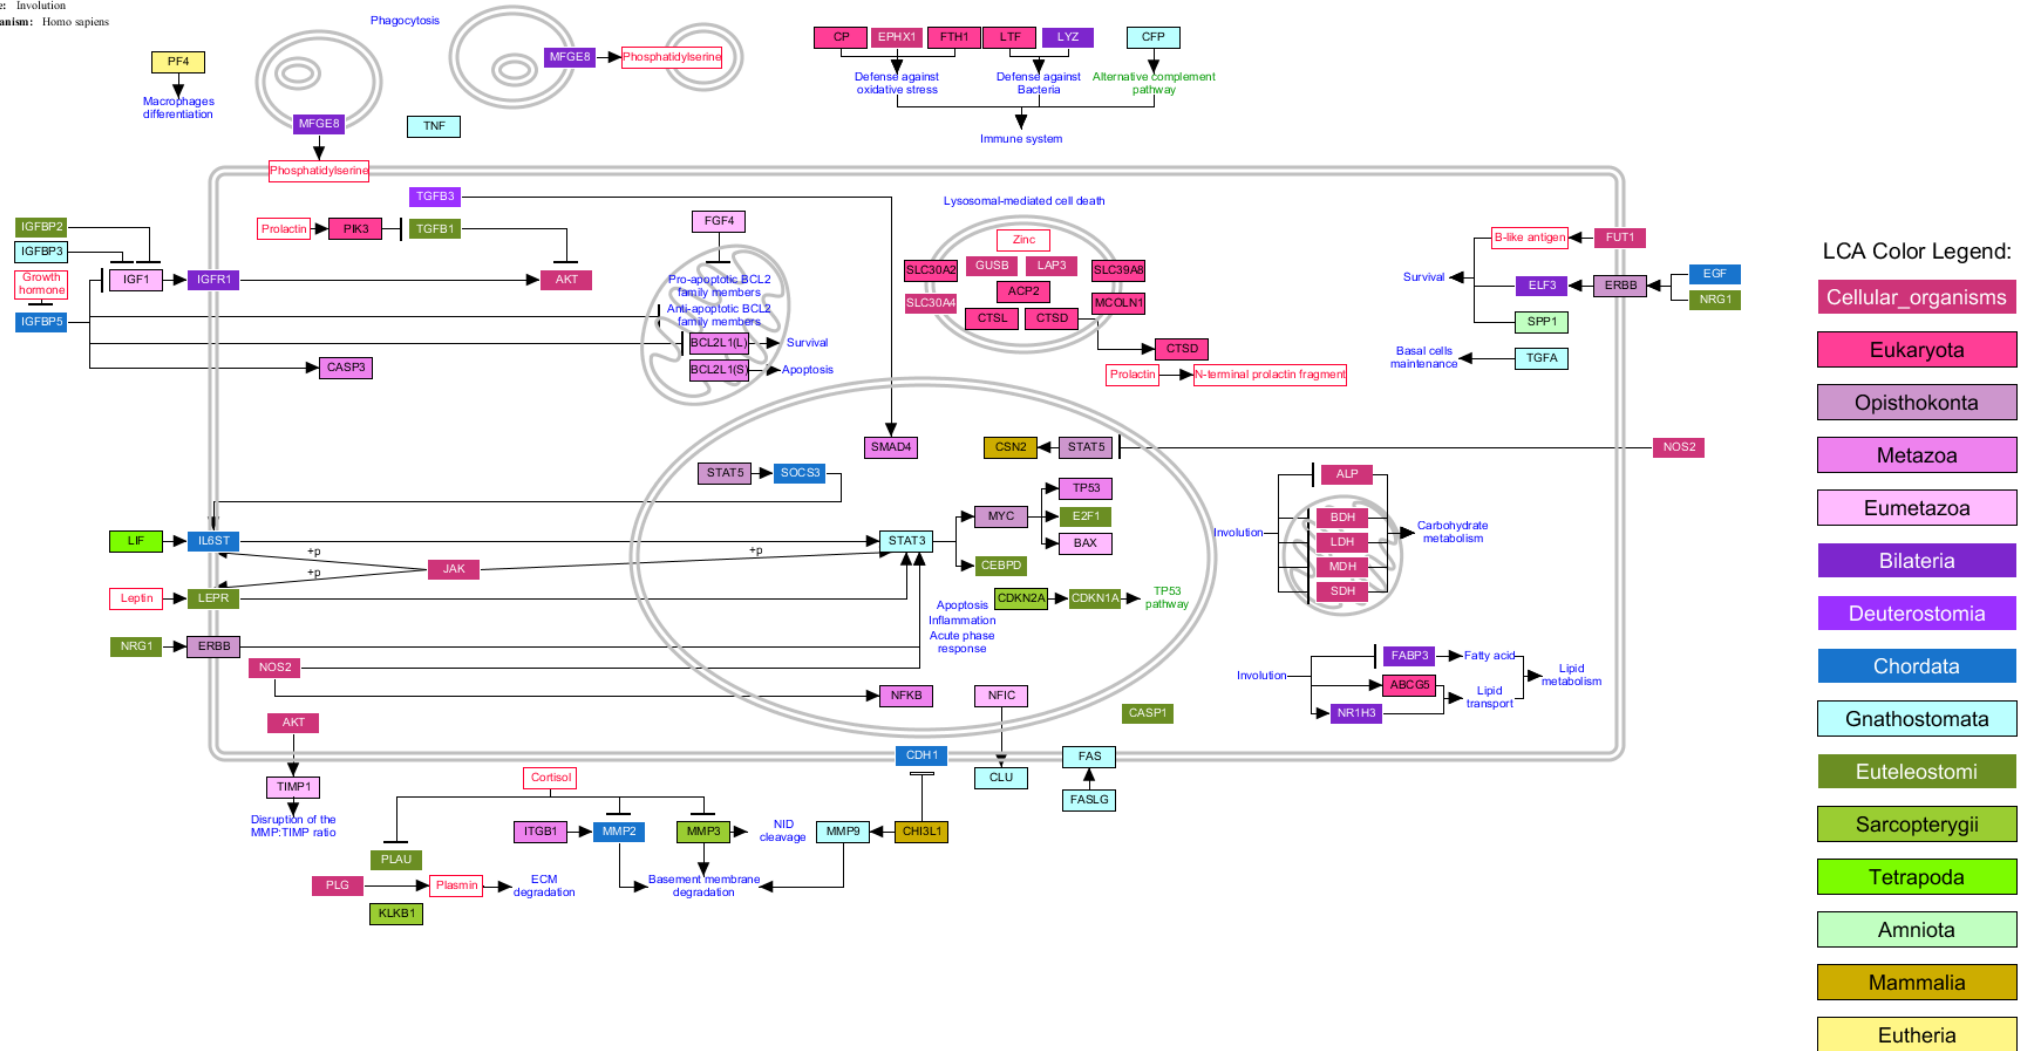 e: Involution
anism: Homo sapiens
Phagocytosis
PF4
Macrophages
differentiation
MFGE8
Phosphatidylserine
MFGE8
Phosphatidylserine
TNF
CP
EPHX1
FTH1
LTF
LYZ
CFP
Defense against
oxidative stress
Defense against
Bacteria
Alternative complement
pathway
Immune system
IGFBP2
IGFBP3
Growth
hormone
IGFBP5
IGF1
IGFR1
Prolactin
PIK3
TGFB3
TGFB1
AKT
CASP3
FGF4
Pro-apoptotic BCL2
family members
Anti-apoptotic BCL2
family members
BCL2L1(L)
Survival
BCL2L1(S)
Apoptosis
Lysosomal-mediated cell death
Zinc
SLC30A2
GUSB
LAP3
SLC39A8
ACP2
SLC30A4
MCOLN1
CTSL
CTSD
CTSD
Prolactin
N-terminal prolactin fragment
B-like antigen
FUT1
Survival
ELF3
ERBB
EGF
NRG1
SPP1
Basal cells
maintenance
TGFA
SMAD4
CSN2
STAT5
NOS2
STAT5
SOCS3
TP53
MYC
E2F1
BAX
STAT3
CEBPD
LIF
IL6ST
+p
+p
+p
JAK
Leptin
LEPR
CDKN2A
CDKN1A
TP53
pathway
Apoptosis
Inflammation
Acute phase
response
NRG1
ERBB
NOS2
NFKB
NFIC
CASP1
Involution
ALP
BDH
LDH
MDH
SDH
Carbohydrate
metabolism
Involution
FABP3
Fatty acid
ABCG5
NR1H3
Lipid
transport
Lipid
metabolism
AKT
TIMP1
Disruption of the
MMP:TIMP ratio
CDH1
CLU
FAS
FASLG
Cortisol
ITGB1
MMP2
MMP3
NID
cleavage
MMP9
CHI3L1
PLAU
PLG
Plasmin
ECM
degradation
KLKB1
Basement membrane
degradation
LCA Color Legend:
Cellular_organisms
Eukaryota
Opisthokonta
Metazoa
Eumetazoa
Bilateria
Deuterostomia
Chordata
Gnathostomata
Euteleostomi
Sarcopterygii
Tetrapoda
Amniota
Mammalia
Eutheria